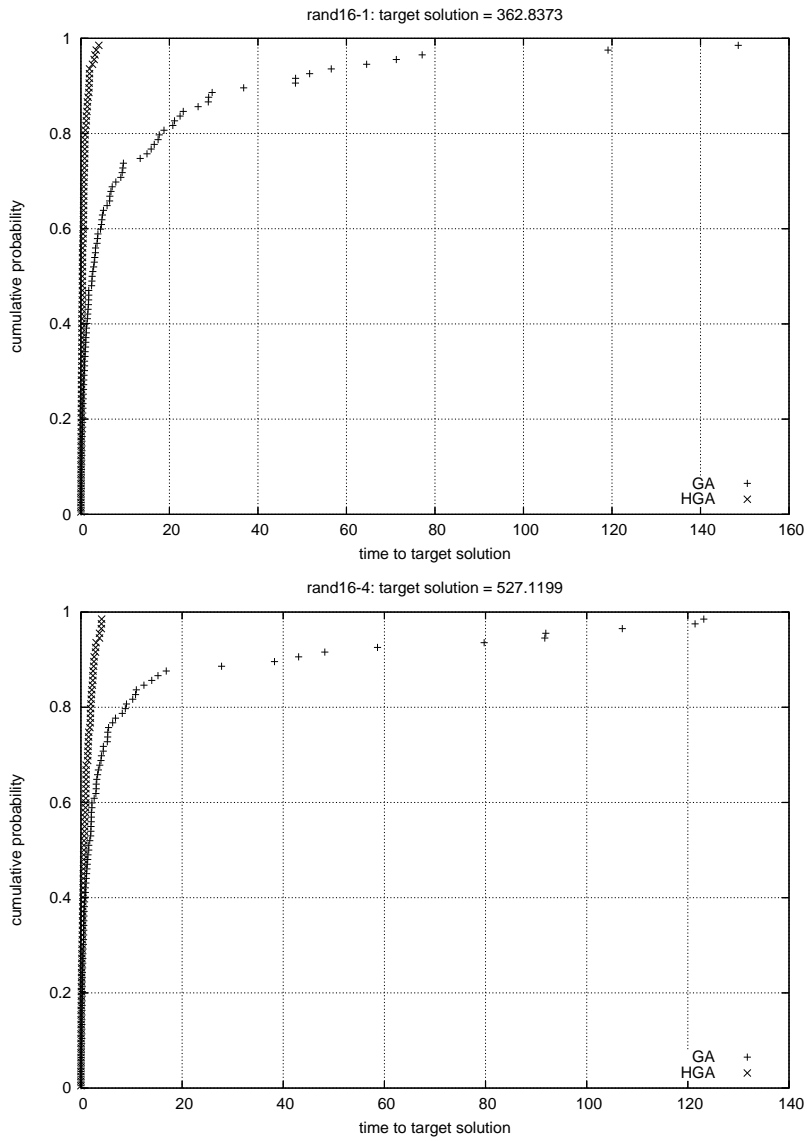 rand16-1: target solution = 362.8373
1
0.8
0.6
0.4
0.2
0
cumulative probability
GA
HGA
0 20 40 60 80 100 120 140 160
time to target solution
rand16-4: target solution = 527.1199
1
0.8
0.6
0.4
0.2
0
cumulative probability
GA
HGA
0 20 40 60 80 100 120 140
time to target solution